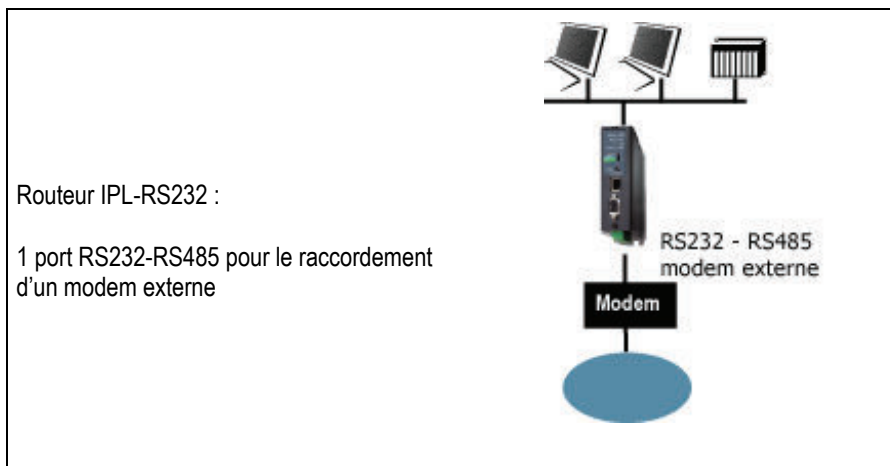 Routeur IPL-RS232 :
1 port RS232-RS485 pour le raccordement
d'un modem externe
RS232 - RS485
modem externe
Modem